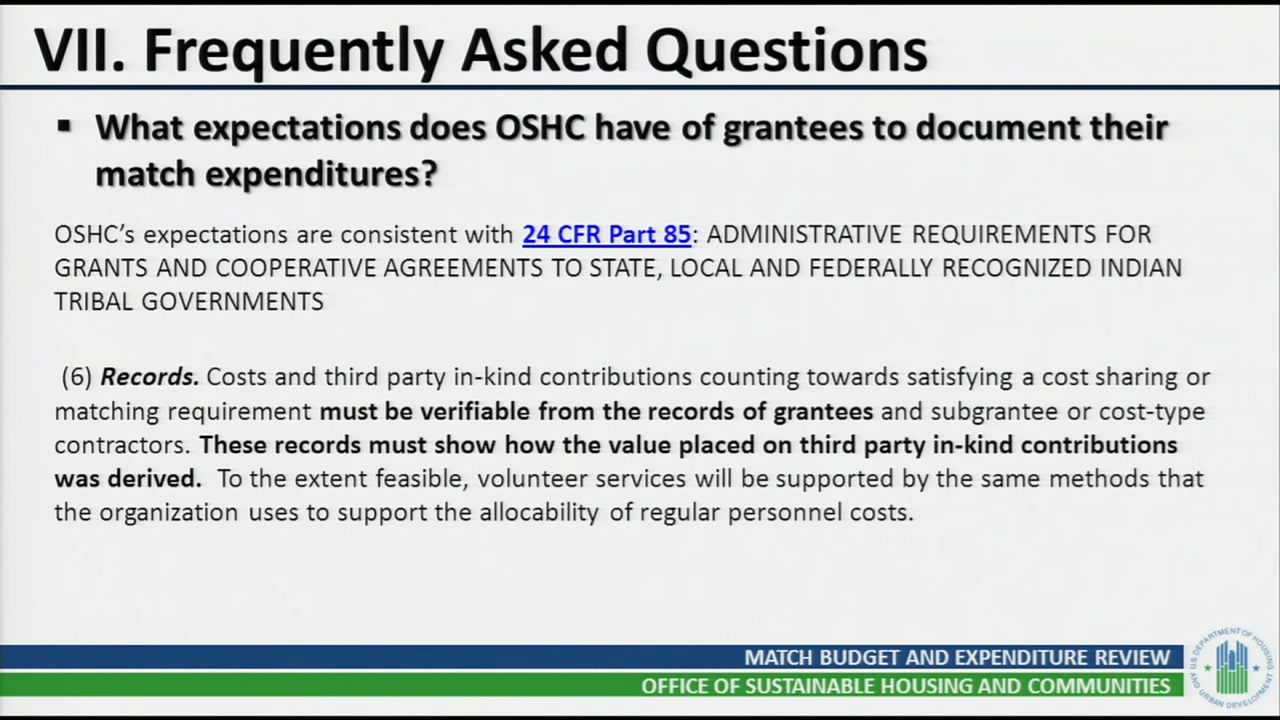 VII. Frequently Asked Questions
▪ What expectations does OSHC have of grantees to document their
match expenditures?
OSHC’s expectations are consistent with 24 CFR Part 85: ADMINISTRATIVE REQUIREMENTS FOR
GRANTS AND COOPERATIVE AGREEMENTS TO STATE, LOCAL AND FEDERALLY RECOGNIZED INDIAN
TRIBAL GOVERNMENTS
(6) Records. Costs and third party in-kind contributions counting towards satisfying a cost sharing or
matching requirement must be verifiable from the records of grantees and subgrantee or cost-type
contractors. These records must show how the value placed on third party in-kind contributions
was derived. To the extent feasible, volunteer services will be supported by the same methods that
the organization uses to support the allocability of regular personnel costs.
MATCH BUDGET AND EXPENDITURE REVIEW
OFFICE OF SUSTAINABLE HOUSING AND COMMUNITIES
U.S. DEPARTMENT OF HOUSING
AND URBAN DEVELOPMENT